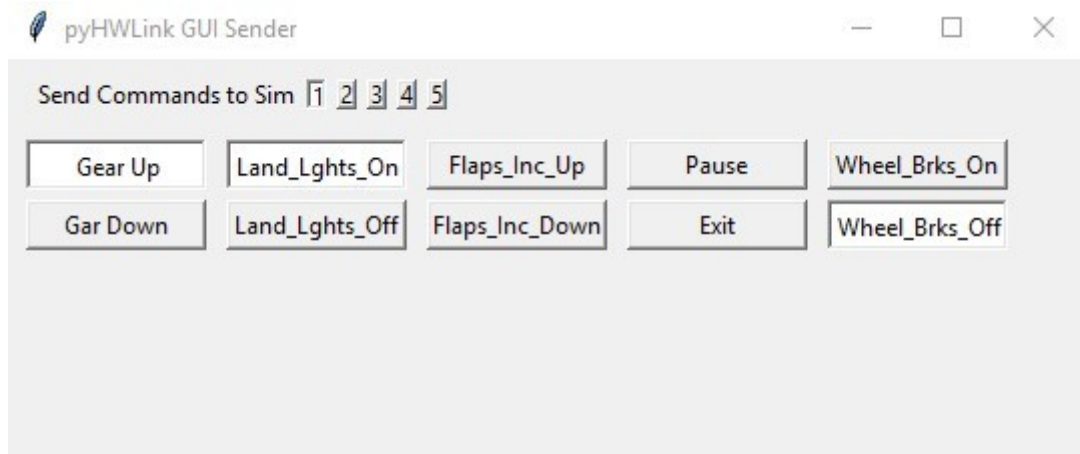 pyHWLink GUI Sender
Send Commands to Sim 1 2 3 4 5
Gear Up Land_Lghts_On Flaps_Inc_Up Pause Wheel_Brks_On
Gar Down Land_Lghts_Off Flaps_Inc_Down Exit Wheel_Brks_Off